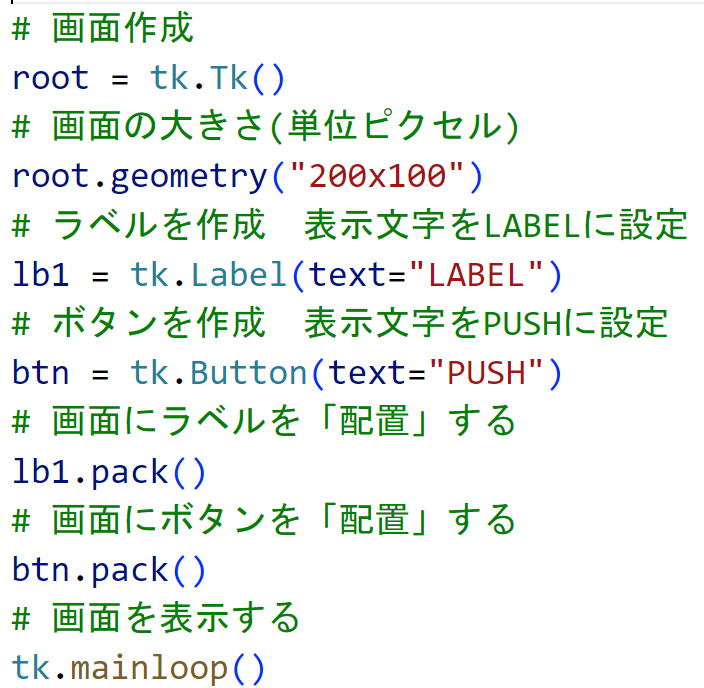 # 画面作成
root = tk.Tk()
# 画面の大きさ(単位ピクセル)
root.geometry("200x100")
# ラベルを作成　表示文字をLABELに設定
lb1 = tk.Label(text="LABEL")
# ボタンを作成　表示文字をPUSHに設定
btn = tk.Button(text="PUSH")
# 画面にラベルを「配置」する
lb1.pack()
# 画面にボタンを「配置」する
btn.pack()
# 画面を表示する
tk.mainloop()